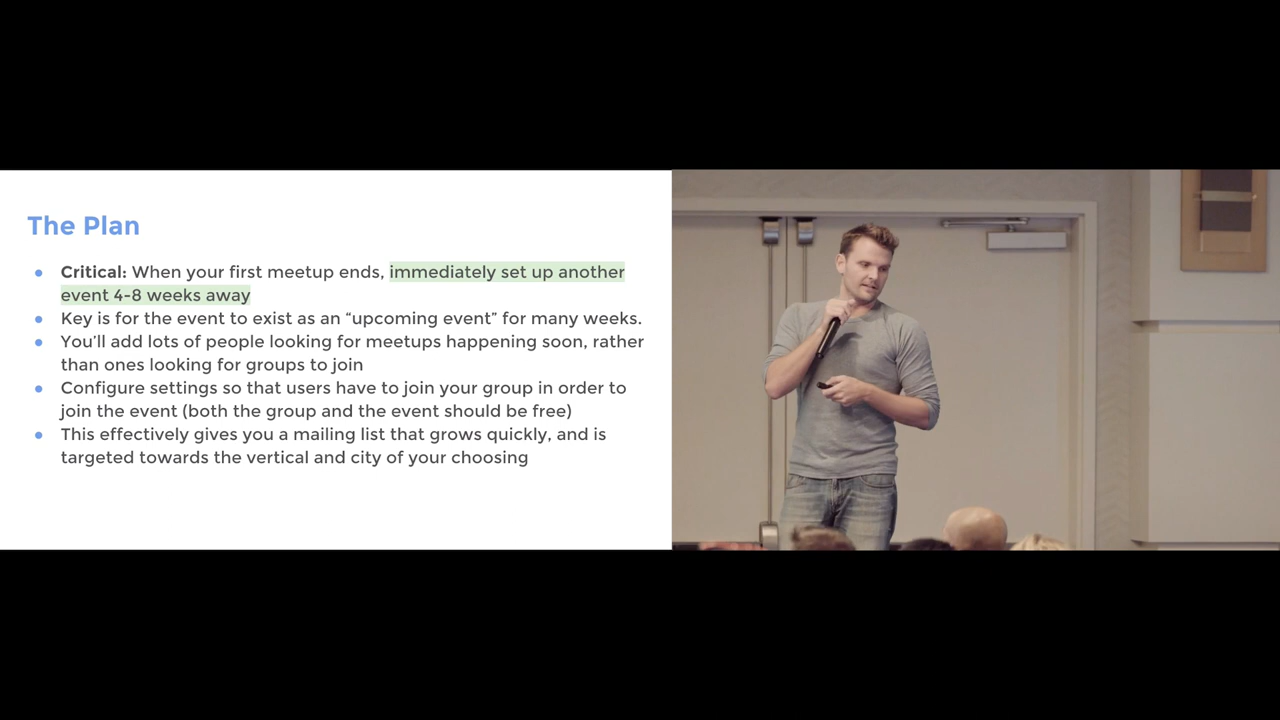 The Plan
● Critical: When your first meetup ends, immediately set up another
event 4-8 weeks away
● Key is for the event to exist as an “upcoming event” for many weeks.
● You’ll add lots of people looking for meetups happening soon, rather
than ones looking for groups to join
● Configure settings so that users have to join your group in order to
join the event (both the group and the event should be free)
● This effectively gives you a mailing list that grows quickly, and is
targeted towards the vertical and city of your choosing